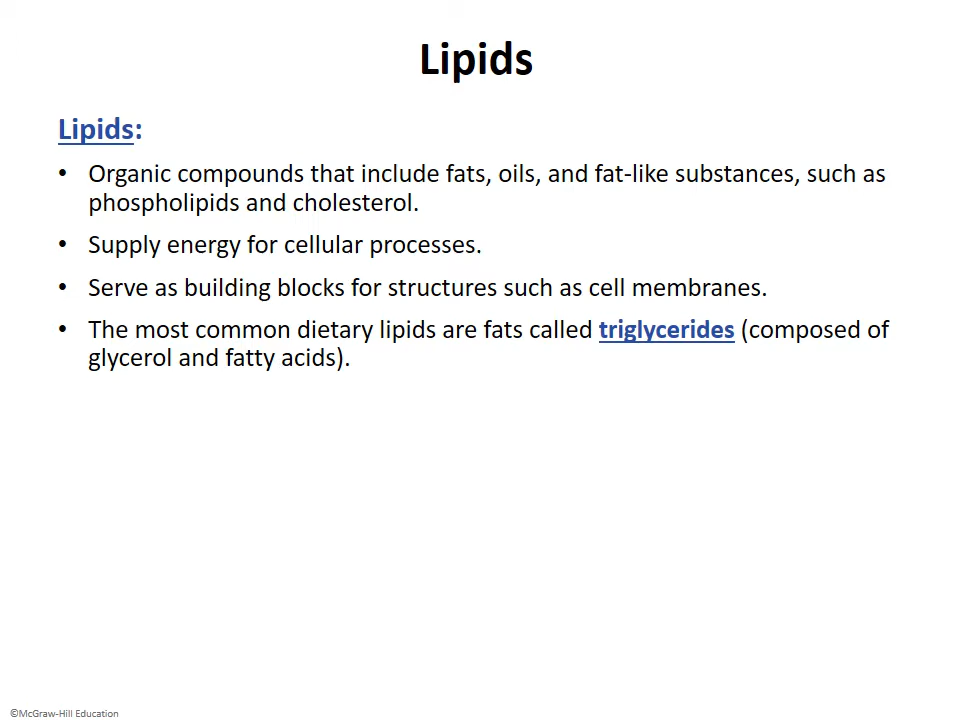 Lipids
Lipids:
• Organic compounds that include fats, oils, and fat-like substances, such as
phospholipids and cholesterol.
• Supply energy for cellular processes.
• Serve as building blocks for structures such as cell membranes.
• The most common dietary lipids are fats called triglycerides (composed of
glycerol and fatty acids).
©McGraw-Hill Education